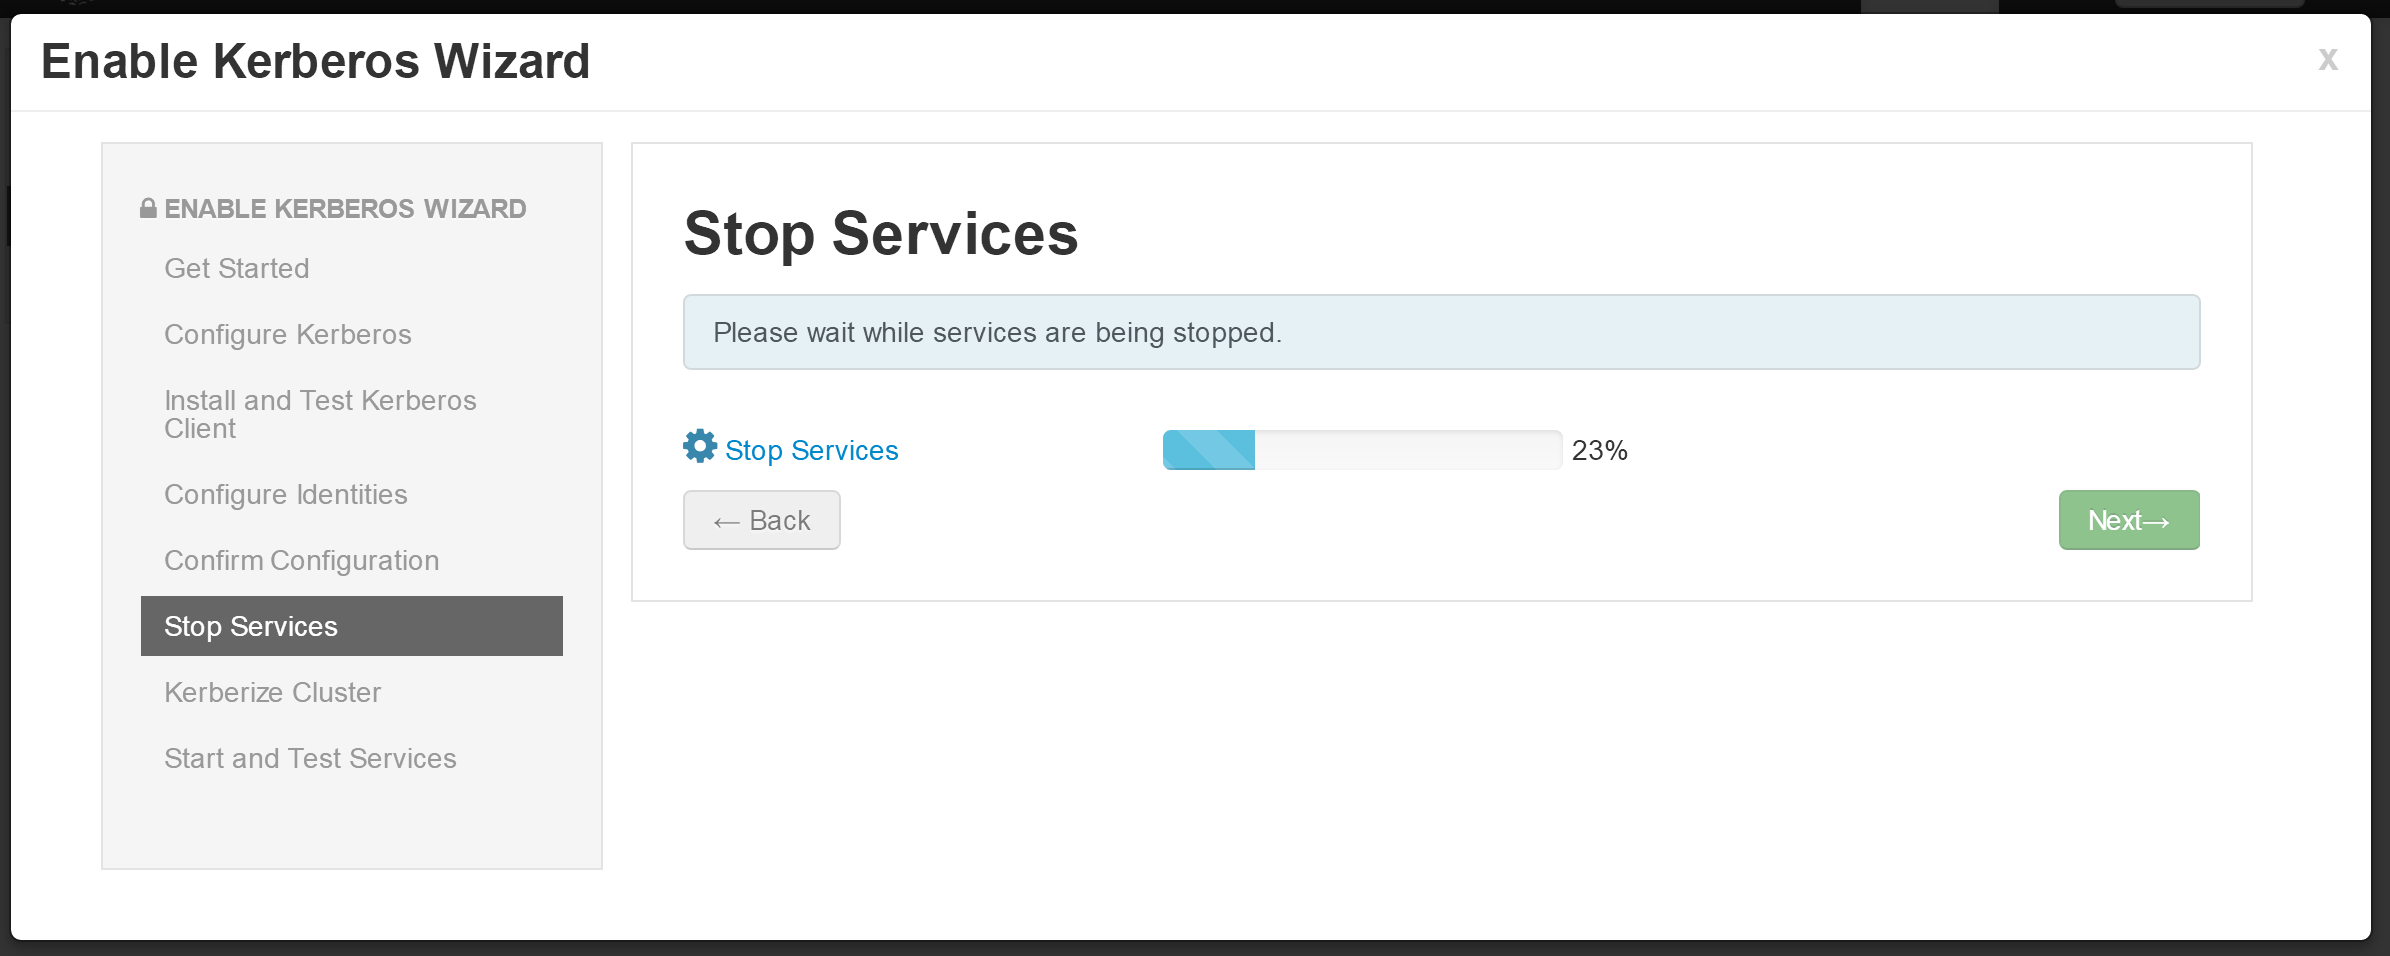 Enable Kerberos Wizard
x
ENABLE KERBEROS WIZARD
Get Started
Configure Kerberos
Install and Test Kerberos
Client
Configure Identities
Confirm Configuration
Stop Services
Kerberize Cluster
Start and Test Services
Stop Services
Please wait while services are being stopped.
Stop Services 23%
← Back
Next→